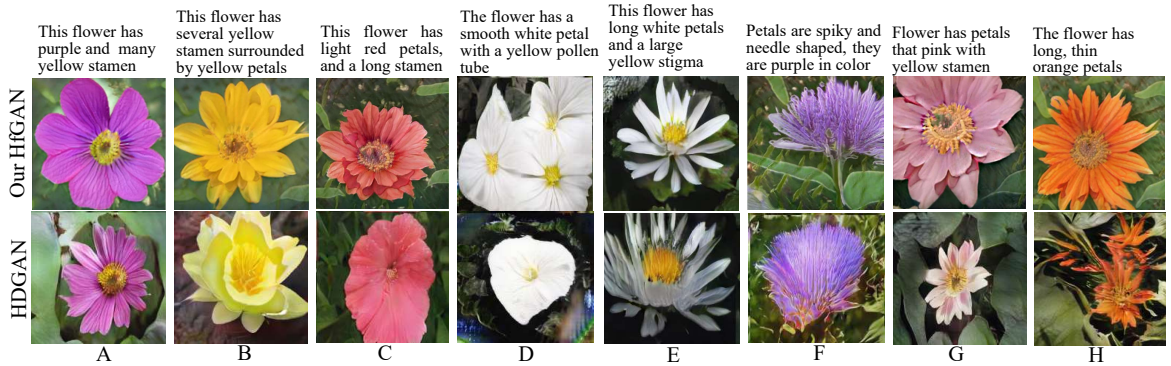 This flower has
purple and many
yellow stamen
This flower has
several yellow
stamen surrounded
by yellow petals
This flower has
light red petals,
and a long stamen
The flower has a
smooth white petal
with a yellow pollen
tube
This flower has
long white petals
and a large
yellow stigma
Petals are spiky and
needle shaped, they
are purple in color
Flower has petals
that pink with
yellow stamen
The flower has
long, thin
orange petals
Our HfGAN
HDGAN
A
B
C
D
E
F
G
H